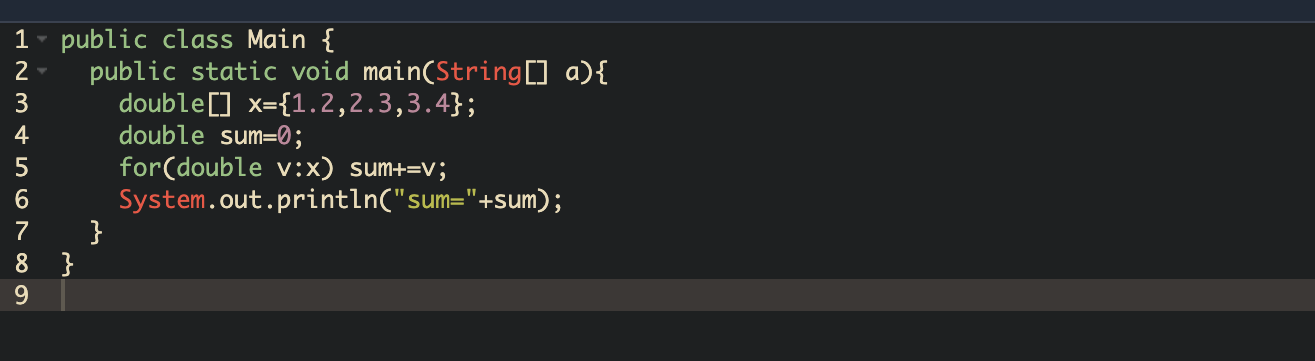 1 public class Main {
2   public static void main(String[] a){
3     double[] x={1.2,2.3,3.4};
4     double sum=0;
5     for(double v:x) sum+=v;
6     System.out.println("sum="+sum);
7   }
8 }
9